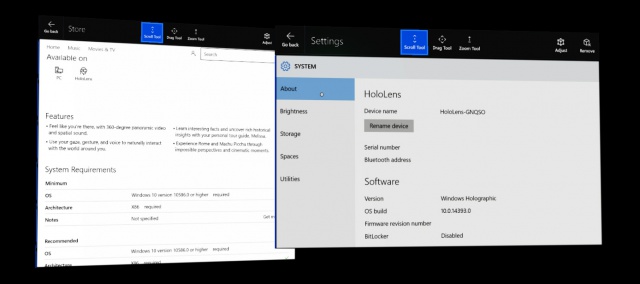 Go back
Store
Scroll Tool
Drag Tool
Zoom Tool
Adjust
Home Music Movies & TV
Search
Available on
PC
HoloLens
Features
• Feel like you're there, with 360-degree panoramic video
and spatial sound.
• Use your gaze, gesture, and voice to naturally interact
with the world around you.
• Learn interesting facts and uncover rich historical
insights with your personal tour guide, Melissa.
• Experience Rome and Machu Picchu through
impossible perspectives and cinematic moments.
System Requirements
Minimum
OS Windows 10 version 10586.0 or higher required
Architecture X86 required
Notes Not specified
Recommended
OS Windows 10 version 10586.0 or higher required
Architecture X86 required
Go back
Settings
Scroll Tool
Drag Tool
Zoom Tool
Adjust
Remove
SYSTEM
About
Brightness
Storage
Spaces
Utilities
HoloLens
Device name HoloLens-GNQSO
Rename device
Serial number
Bluetooth address
Software
Version Windows Holographic
OS build 10.0.14393.0
Firmware revision number
BitLocker Disabled